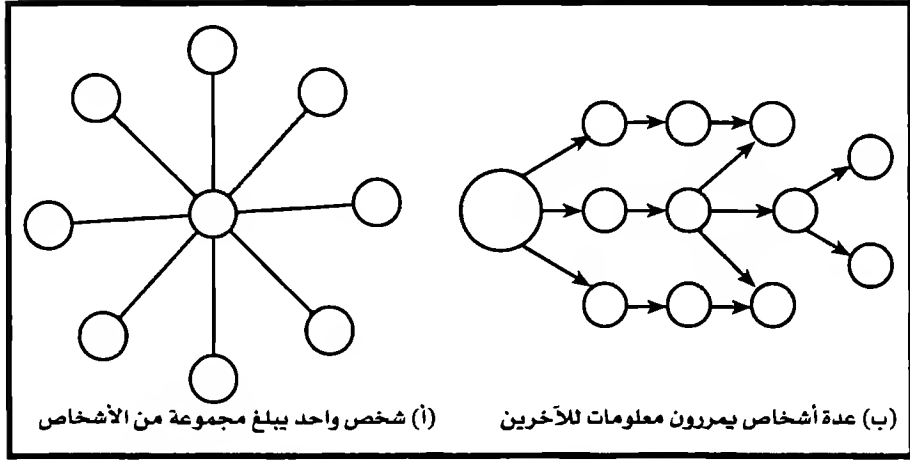 (أ) شخص واحد يبلغ مجموعة من الأشخاص
(ب) عدة أشخاص يمررون معلومات للآخرين